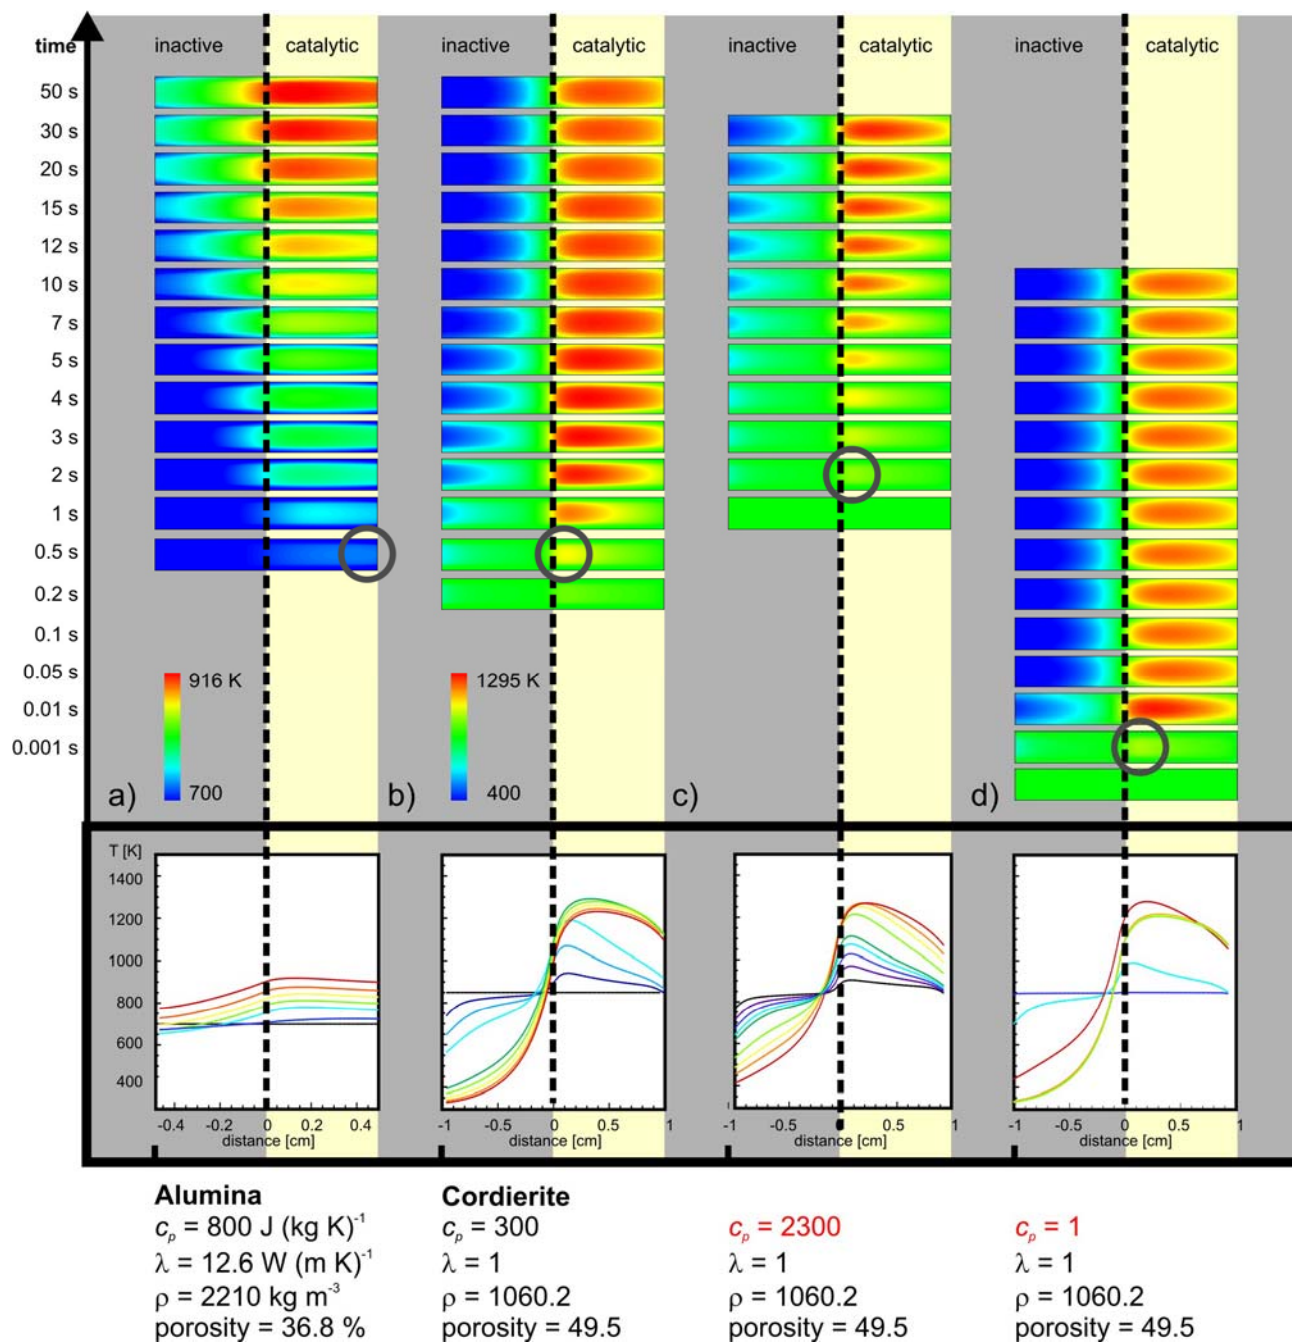 time inactive catalytic inactive catalytic inactive catalytic inactive catalytic
50 s
30 s
20 s
15 s
12 s
10 s
7 s
5 s
4 s
3 s
2 s
1 s
0.5 s
0.2 s
0.1 s
0.05 s
916 K 1295 K
0.01 s
0.001 s
700 400
a) b) c) d)
T [K]
1400
1200
1000
800
600
400
-0.4 -0.2 0 0.2 0.4 -1 -0.5 0 0.5 1 -1 -0.5 0 0.5 1 -1 -0.5 0 0.5 1
distance [cm] distance [cm] distance [cm] distance [cm]
Alumina Cordierite
cp = 800 J (kg K)-1 cp = 300 cp = 2300 cp = 1
λ = 12.6 W (m K)-1 λ = 1 λ = 1 λ = 1
ρ = 2210 kg m-3 ρ = 1060.2 ρ = 1060.2 ρ = 1060.2
porosity = 36.8 % porosity = 49.5 porosity = 49.5 porosity = 49.5